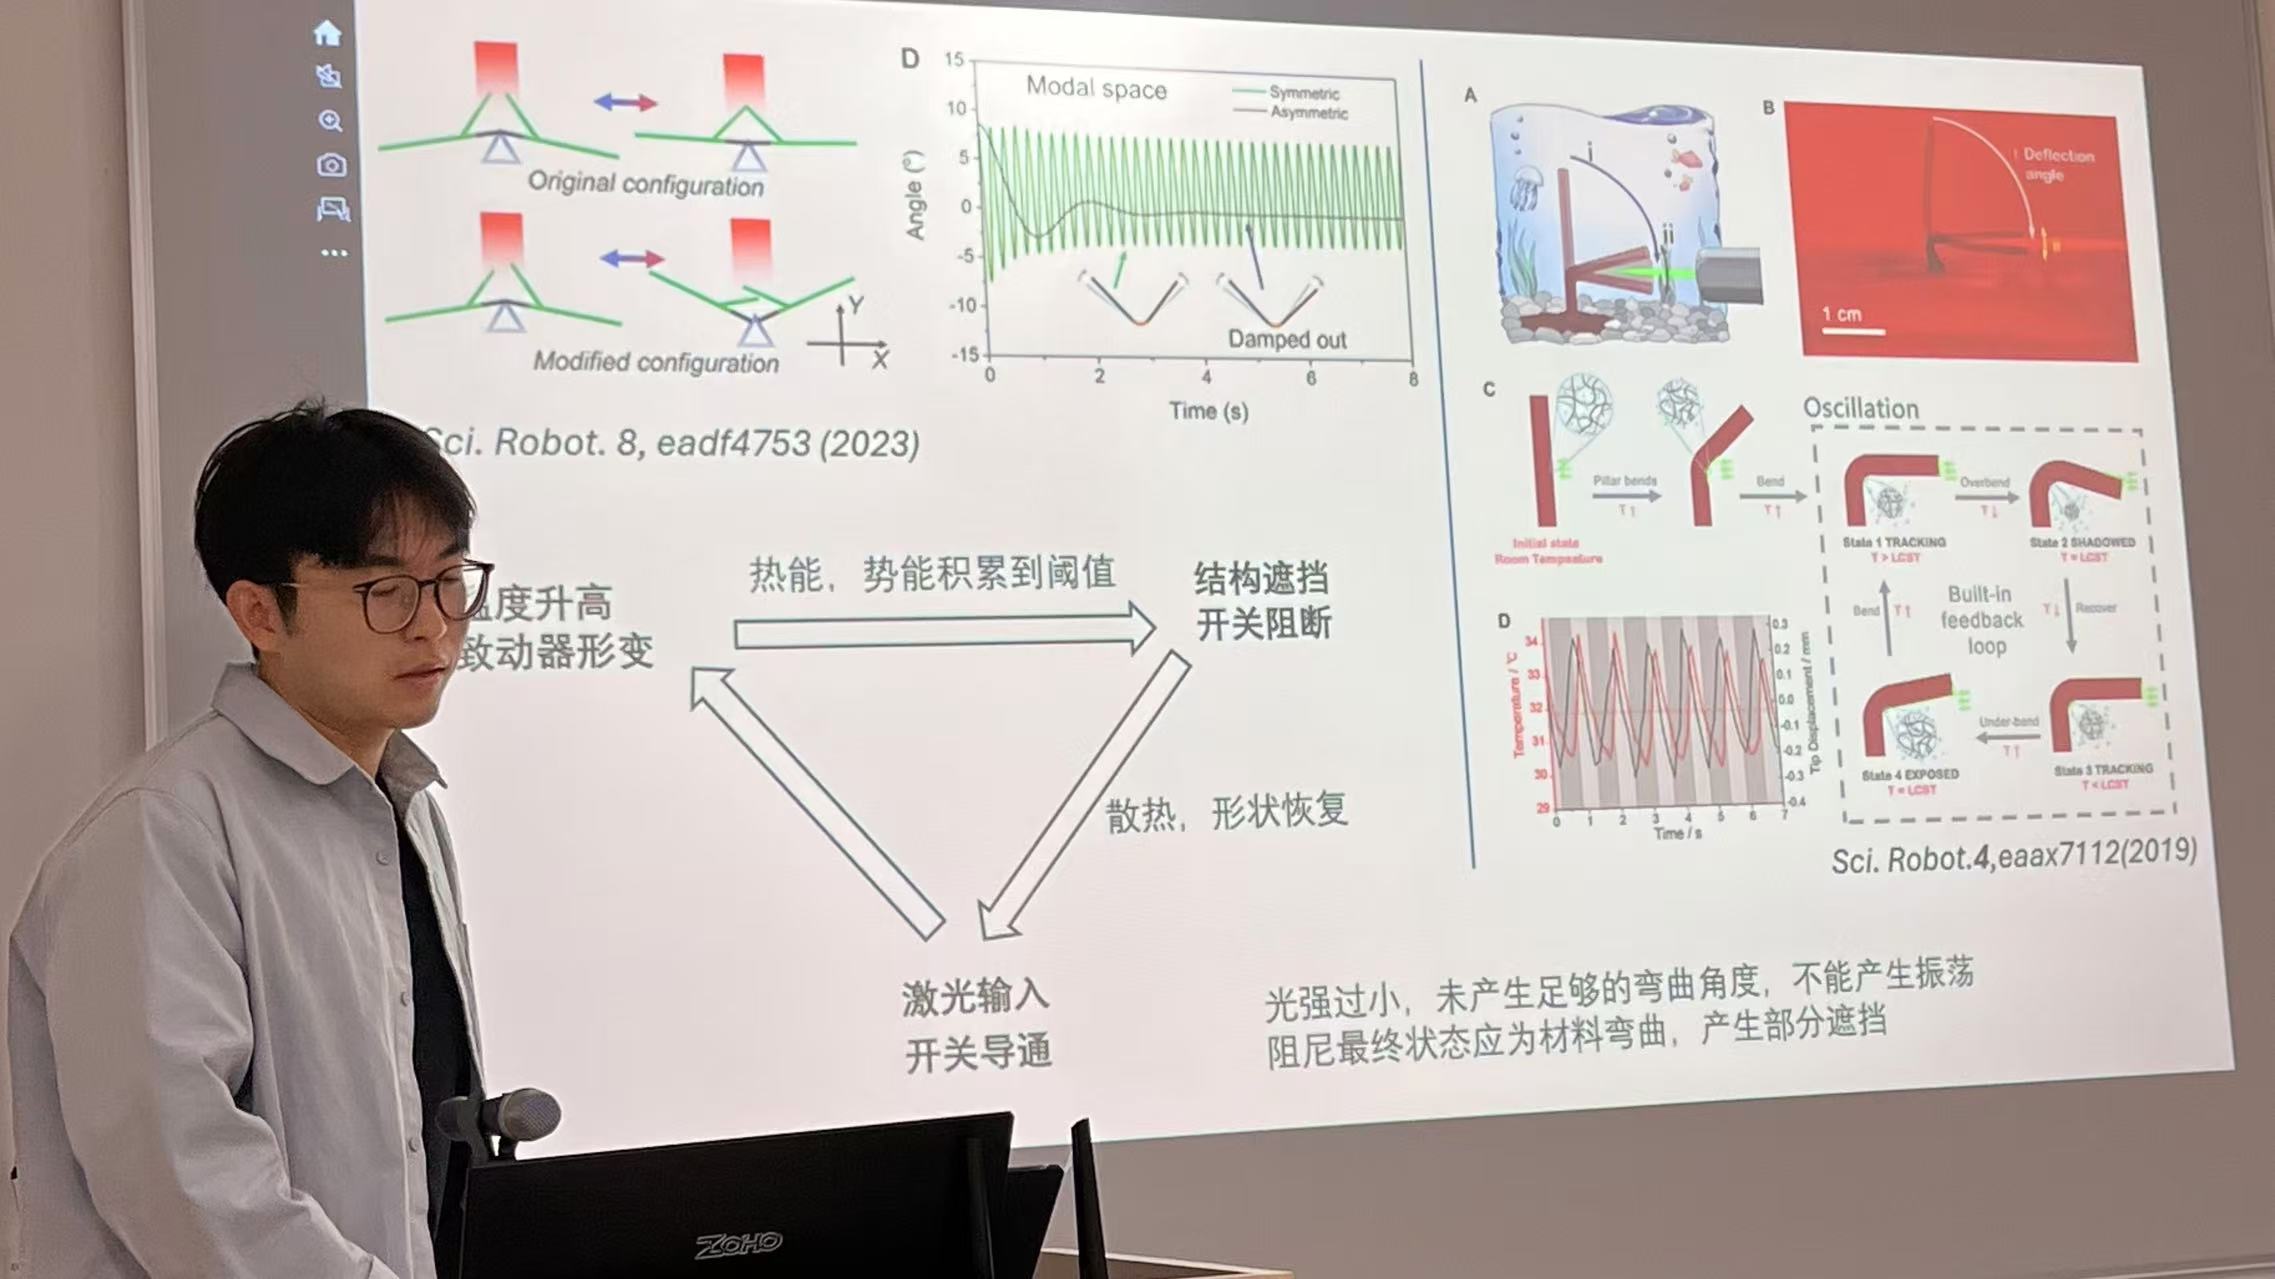 Original configuration
Modified configuration
Y
X
D
Modal space
Symmetric
Asymmetric
Damped out
Angle (°)
15
10
5
0
-5
-10
-15
0
2
4
6
8
Time (s)
Sci. Robot. 8, eadf4753 (2023)
温度升高
致动器形变
热能，势能积累到阈值
结构遮挡
开关阻断
散热，形状恢复
激光输入
开关导通
A
i
ii
B
Deflection
angle
1 cm
C
Initial state
Room Temperature
Pillar bends
T↑
Bend
T↑
Oscillation
State 1 TRACKING
T > LCST
Overbend
T↓
State 2 SHADOWED
T = LCST
Bend T↑
Built-in
feedback
loop
T↓ Recover
State 4 EXPOSED
T = LCST
Under-bend
T↑
State 3 TRACKING
T < LCST
D
Temperature / °C
34
33
32
31
30
29
0
1
2
3
4
5
6
7
Time / s
0.3
0.2
0.1
0.0
-0.1
-0.2
-0.3
-0.4
Tip Displacement / mm
Sci. Robot.4,eaax7112(2019)
光强过小，未产生足够的弯曲角度，不能产生振荡
阻尼最终状态应为材料弯曲，产生部分遮挡
ZOHO